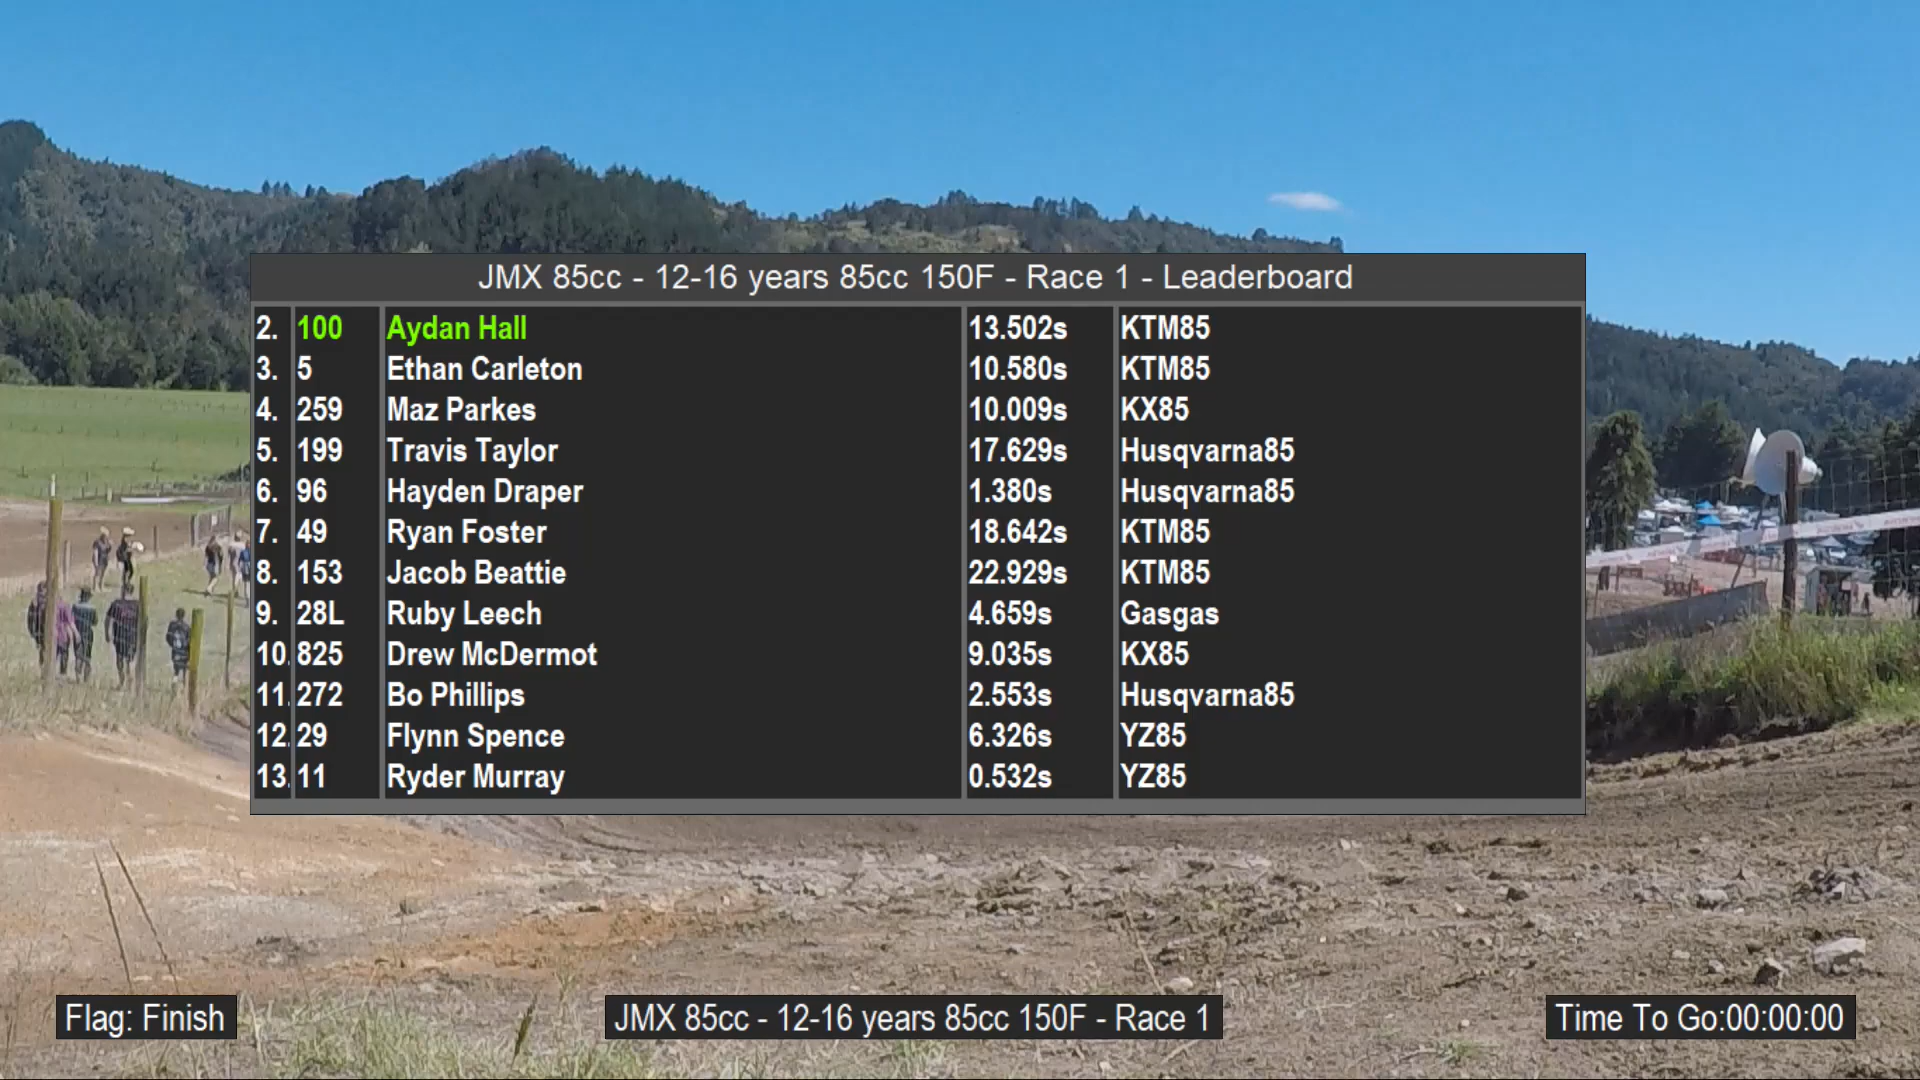 JMX 85cc - 12-16 years 85cc 150F - Race 1 - Leaderboard
2. 100 Aydan Hall 13.502s KTM85
3. 5 Ethan Carleton 10.580s KTM85
4. 259 Maz Parkes 10.009s KX85
5. 199 Travis Taylor 17.629s Husqvarna85
6. 96 Hayden Draper 1.380s Husqvarna85
7. 49 Ryan Foster 18.642s KTM85
8. 153 Jacob Beattie 22.929s KTM85
9. 28L Ruby Leech 4.659s Gasgas
10. 825 Drew McDermot 9.035s KX85
11. 272 Bo Phillips 2.553s Husqvarna85
12. 29 Flynn Spence 6.326s YZ85
13. 11 Ryder Murray 0.532s YZ85
Flag: Finish
JMX 85cc - 12-16 years 85cc 150F - Race 1
Time To Go:00:00:00